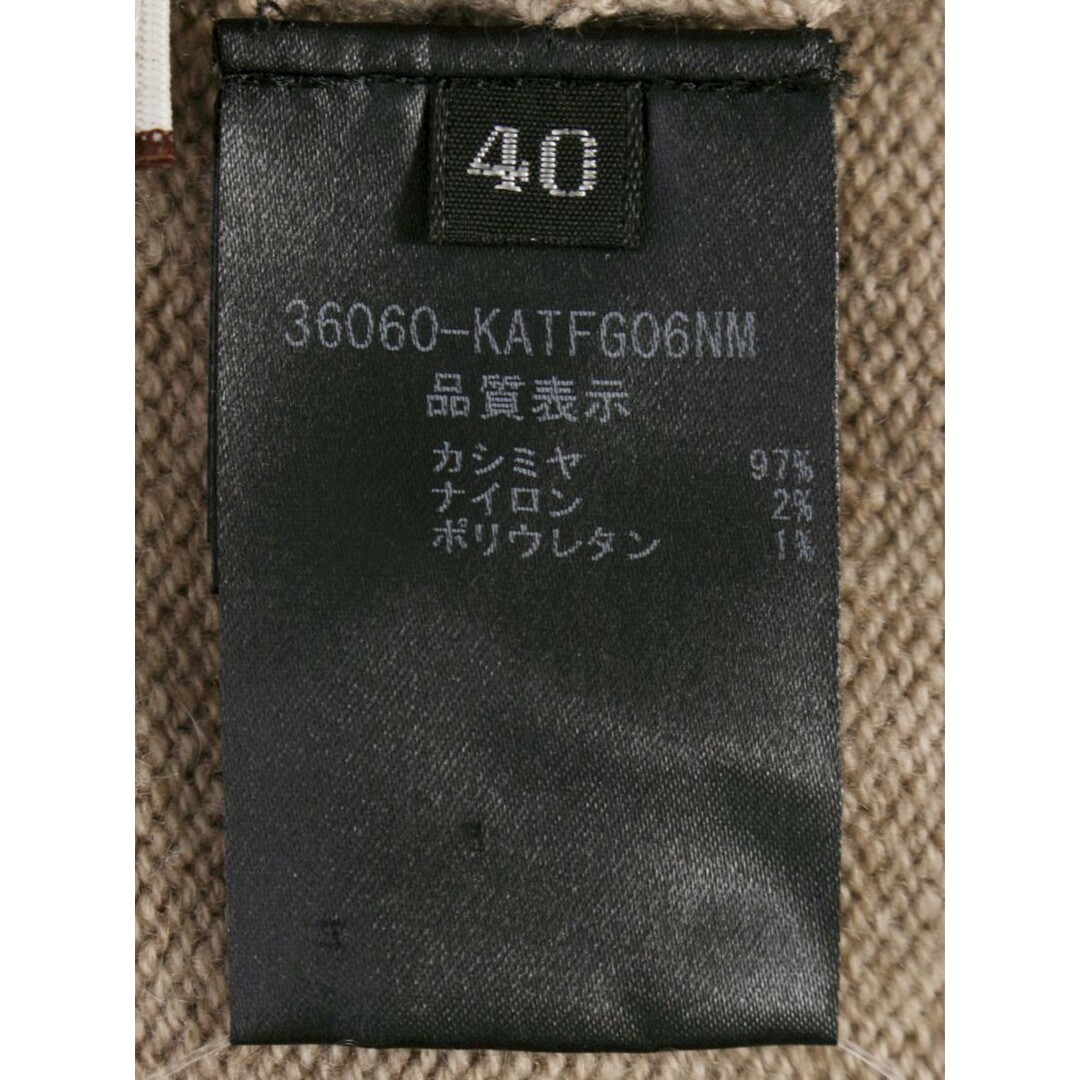 40
36060-KATFG06NM
品質表示
カシミヤ 97%
ナイロン 2%
ポリウレタン 1%